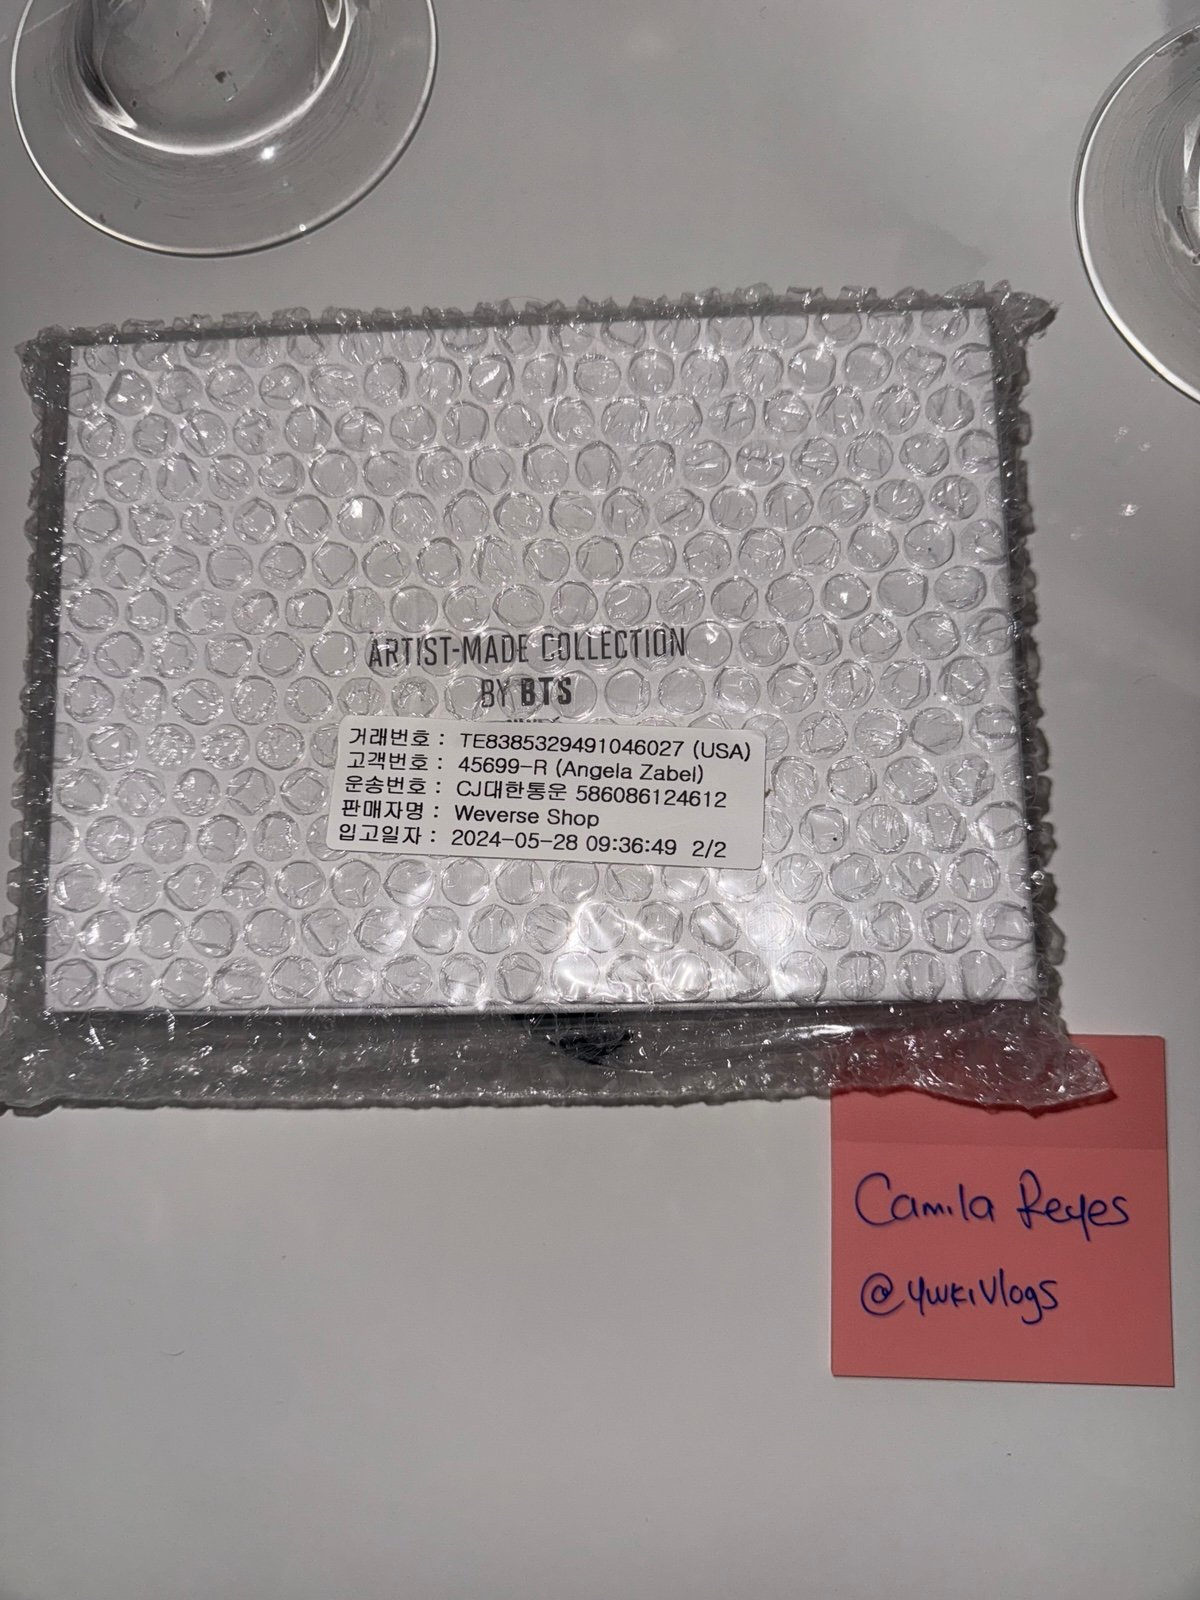 ARTIST-MADE COLLECTION
BY BTS
거래번호 : TE8385329491046027 (USA)
고객번호 : 45699-R (Angela Zabel)
운송번호 : CJ대한통운 586086124612
판매자명 : Weverse Shop
입고일자 : 2024-05-28 09:36:49 2/2
Camila Reyes
@ywkivlogs